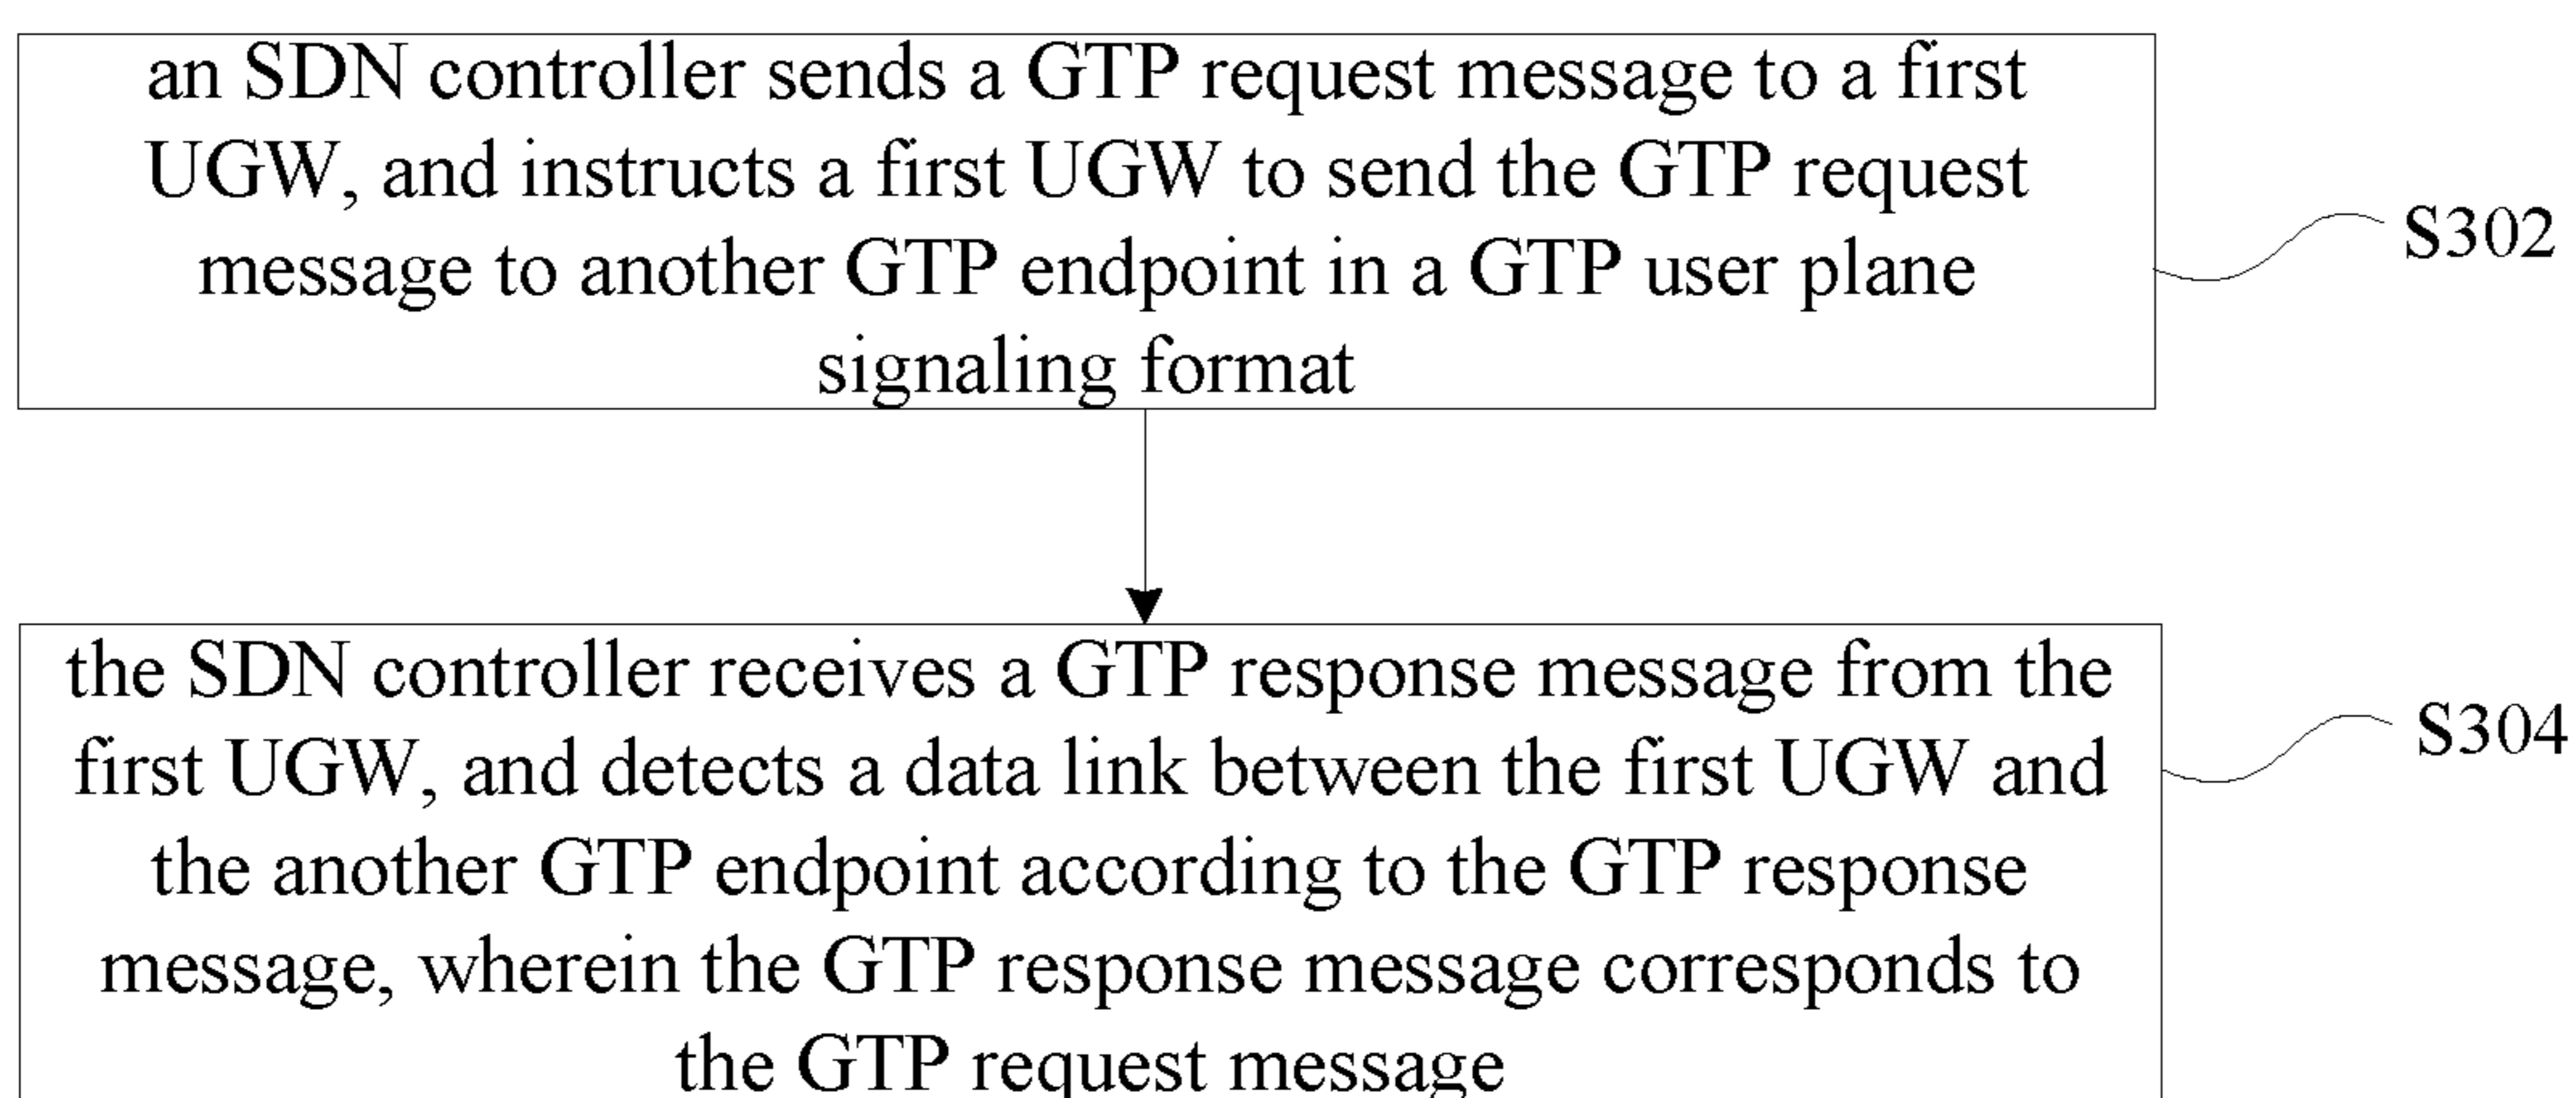 an SDN controller sends a GTP request message to a first
UGW, and instructs a first UGW to send the GTP request
message to another GTP endpoint in a GTP user plane
signaling format
S302
the SDN controller receives a GTP response message from the
first UGW, and detects a data link between the first UGW and
the another GTP endpoint according to the GTP response
message, wherein the GTP response message corresponds to
the GTP request message
S304